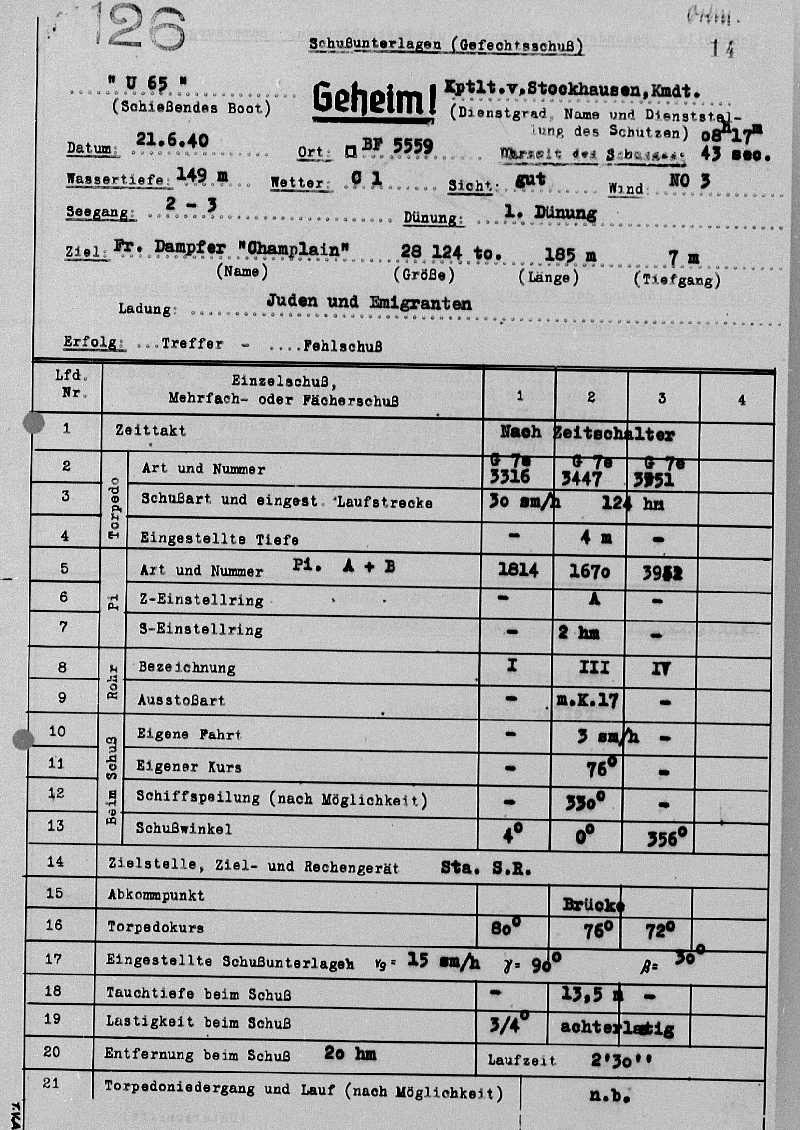 126
14
Schußunterlagen (Gefechtsschuß)
" U 65 "
(Schießendes Boot)
Geheim!
Kptlt.v,Stockhausen,Kmdt.
(Dienstgrad, Name und Dienststel-
lung des Schützen) 08H17m
Datum: 21.6.40 Ort: □ BF 5559 Uhrzeit des Schusses: 43 sec.
Wassertiefe: 149 m Wetter: C 1 Sicht: gut Wind: NO 3
Seegang: 2 - 3 Dünung: 1. Dünung
Ziel: Fr. Dampfer "Champlain" 28 124 to. 185 m 7 m
(Name) (Größe) (Länge) (Tiefgang)
Ladung: Juden und Emigranten
Erfolg: ...Treffer - ....Fehlschuß
Lfd. Nr. Einzelschuß, Mehrfach- oder Fächerschuß 1 2 3 4
1 Zeittakt Nach Zeitschalter
Torpedo
2 Art und Nummer G 7e 3316 G 7e 3447 G 7e 3951
3 Schußart und eingest. Laufstrecke 30 sm/h 124 hm
4 Eingestellte Tiefe - 4 m -
Pi
5 Art und Nummer Pi. A + B 1814 1670 3952
6 Z-Einstellring - A -
7 S-Einstellring - 2 hm -
Rohr
8 Bezeichnung I III IV
9 Ausstoßart - m.K.17 -
Beim Schuß
10 Eigene Fahrt - 3 sm/h -
11 Eigener Kurs - 76° -
12 Schiffspeilung (nach Möglichkeit) - 330° -
13 Schußwinkel 4° 0° 356°
14 Zielstelle, Ziel- und Rechengerät Sta. S.R.
15 Abkommpunkt Brücke
16 Torpedokurs 80° 76° 72°
17 Eingestellte Schußunterlagen vg= 15 sm/h γ= 90° β= 30°
18 Tauchtiefe beim Schuß - 13,5 m -
19 Lastigkeit beim Schuß 3/4° achterlastig
20 Entfernung beim Schuß 20 hm Laufzeit 2'30''
21 Torpedoniedergang und Lauf (nach Möglichkeit) n.b.